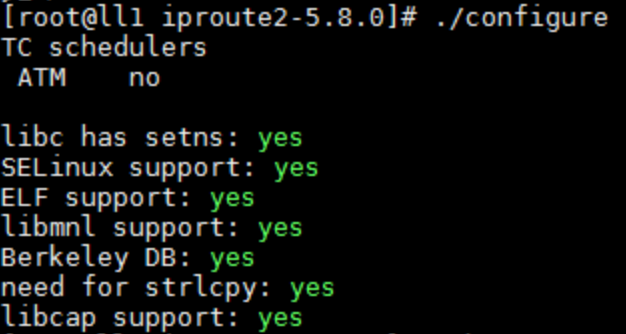 [root@ll1 iproute2-5.8.0]# ./configure
TC schedulers
 ATM    no

libc has setns: yes
SELinux support: yes
ELF support: yes
libmnl support: yes
Berkeley DB: yes
need for strlcpy: yes
libcap support: yes